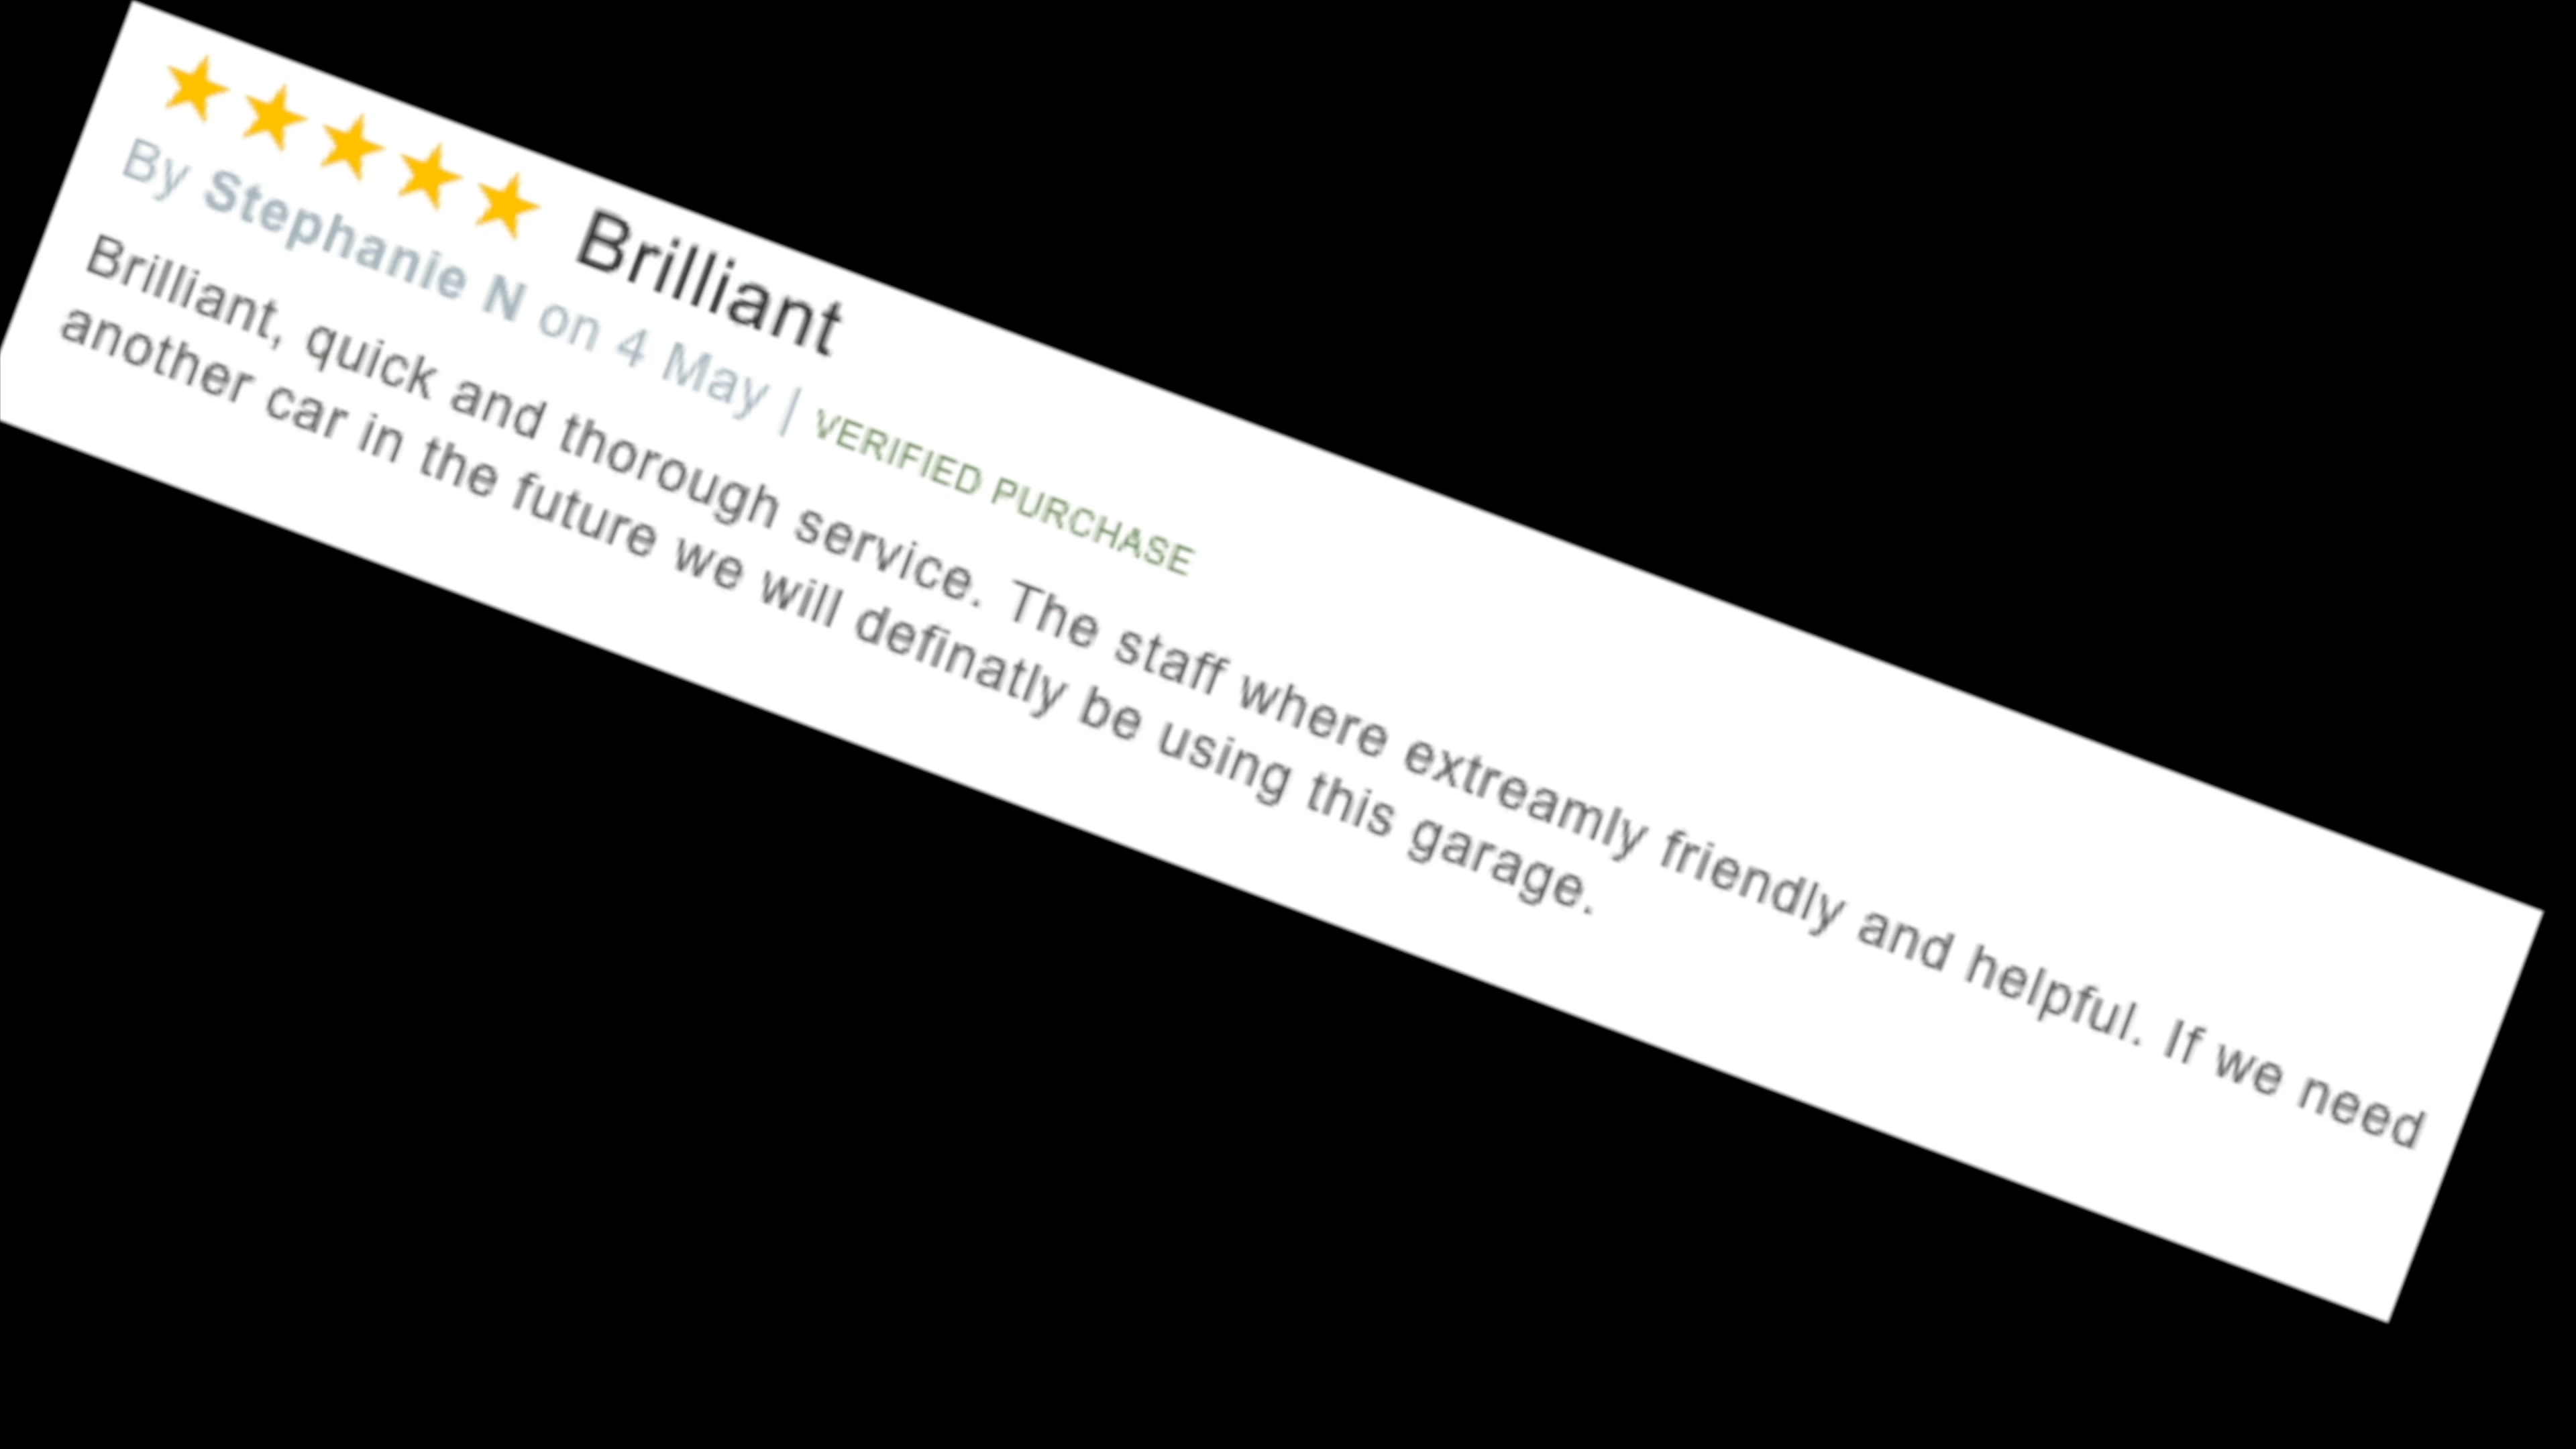 Brilliant
By Stephanie N on 4 May | VERIFIED PURCHASE
Brilliant, quick and thorough service. The staff where extreamly friendly and helpful. If we need
another car in the future we will definatly be using this garage.